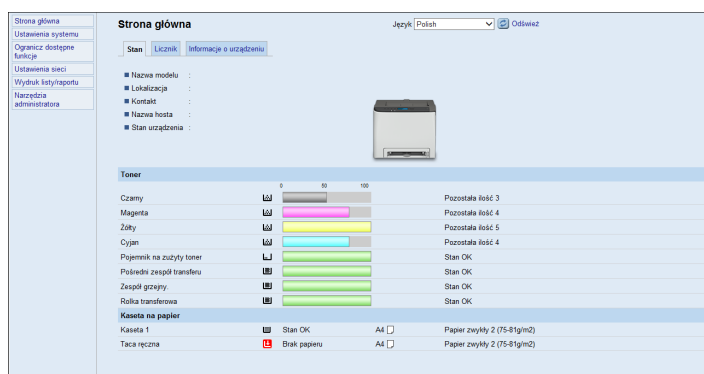 Strona główna
Ustawienia systemu
Ogranicz dostępne
funkcje
Ustawienia sieci
Wydruk listy/raportu
Narzędzia
administratora
Strona główna
Język Polish Odśwież
Stan Licznik Informacje o urządzeniu
Nazwa modelu :
Lokalizacja :
Kontakt :
Nazwa hosta :
Stan urządzenia :
Toner
0 50 100
Czarny Pozostała ilość 3
Magenta Pozostała ilość 4
Żółty Pozostała ilość 5
Cyjan Pozostała ilość 4
Pojemnik na zużyty toner Stan OK
Pośredni zespół transferu Stan OK
Zespół grzejny. Stan OK
Rolka transferowa Stan OK
Kaseta na papier
Kaseta 1 Stan OK A4 Papier zwykły 2 (75-81g/m2)
Taca ręczna Brak papieru A4 Papier zwykły 2 (75-81g/m2)